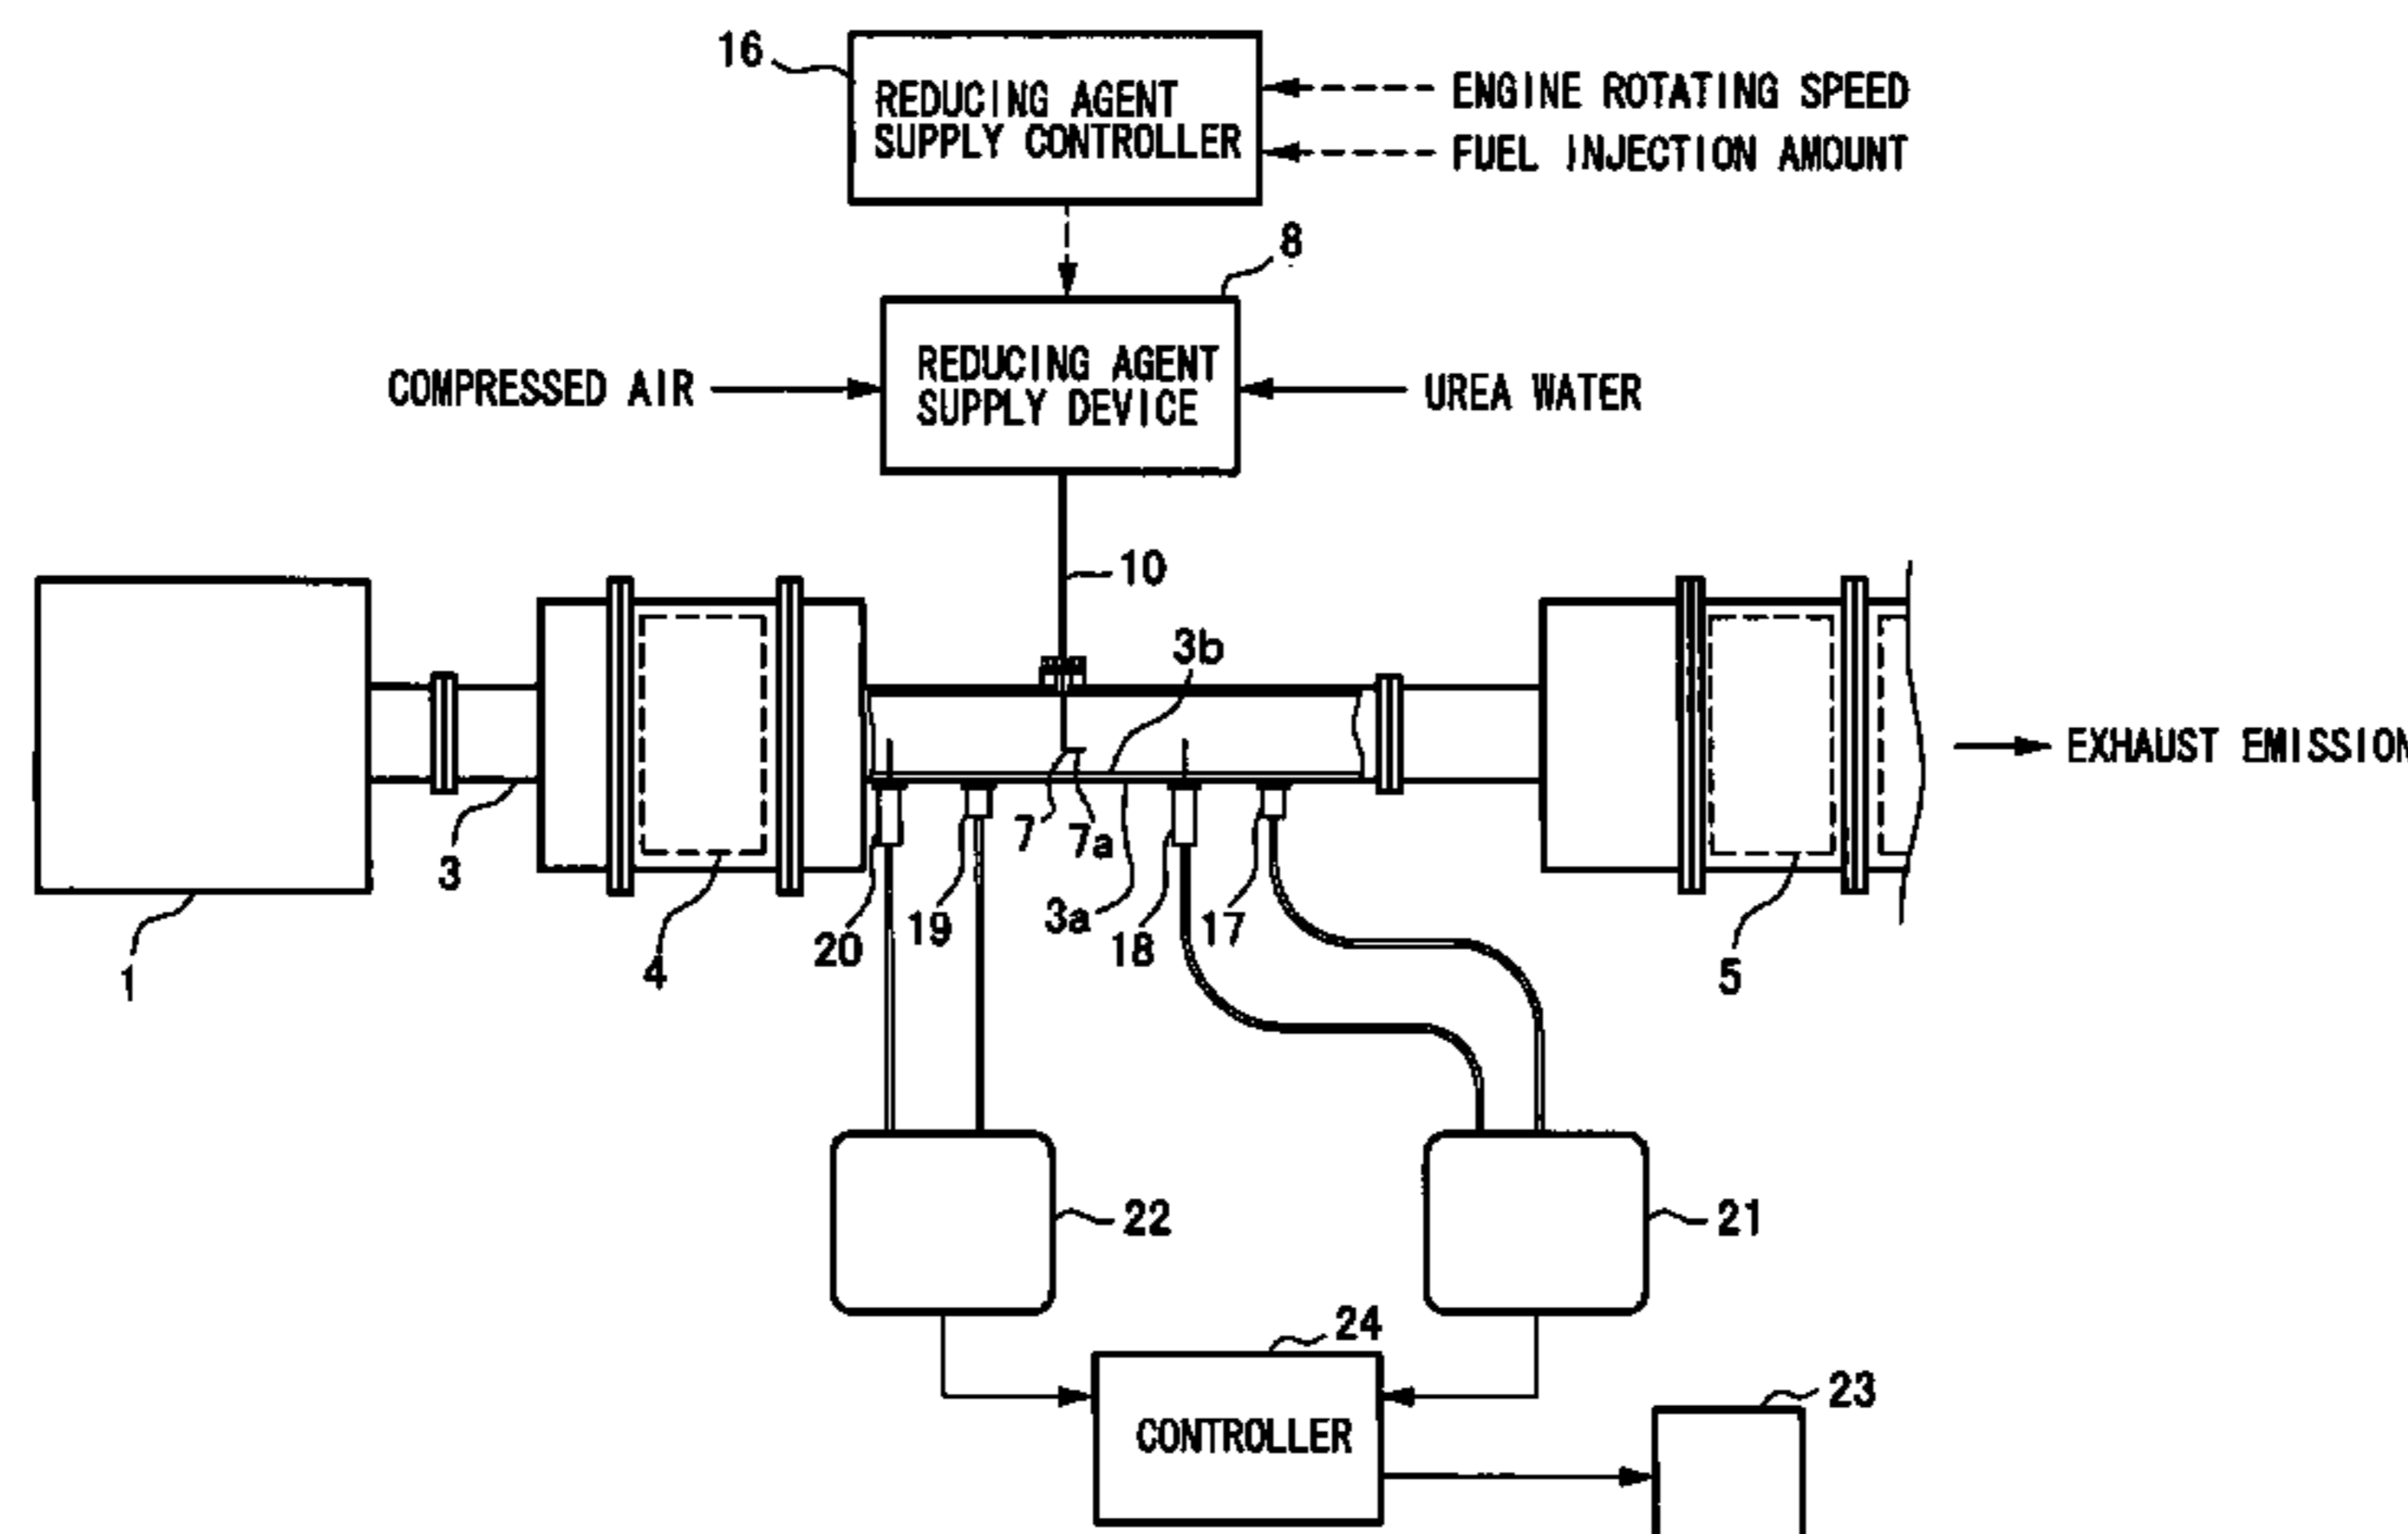 16
REDUCING AGENT
SUPPLY CONTROLLER
ENGINE ROTATING SPEED
FUEL INJECTION AMOUNT
8
COMPRESSED AIR
REDUCING AGENT
SUPPLY DEVICE
UREA WATER
10
3b
EXHAUST EMISSION
3
7
7a
20
19
3a
18
17
1
4
5
22
21
24
CONTROLLER
23